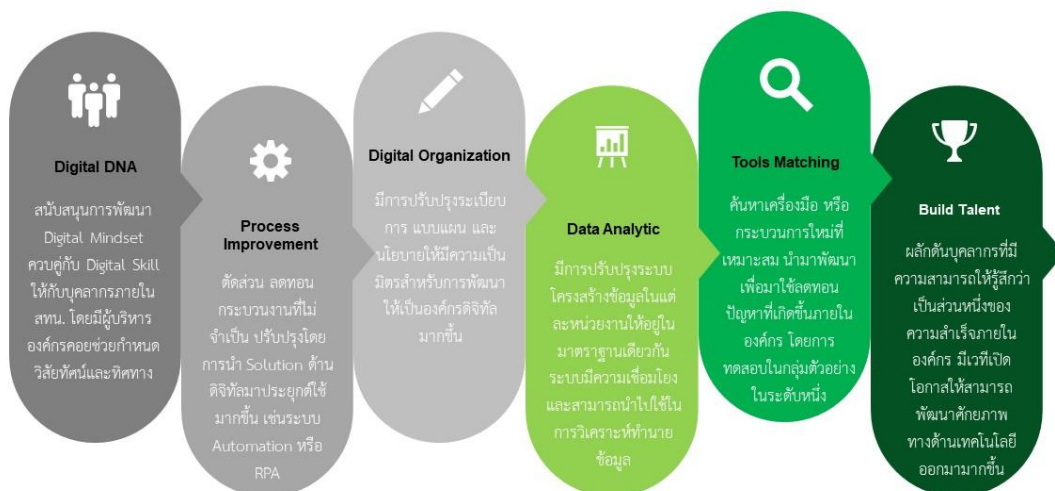 Digital DNA
สนับสนุนการพัฒนา
Digital Mindset
ควบคู่กับ Digital Skill
ให้กับบุคลากรภายใน
สทน. โดยมีผู้บริหาร
องค์กรคอยช่วยกำหนด
วิสัยทัศน์และทิศทาง
Process
Improvement
ตัดส่วน ลดทอน
กระบวนงานที่ไม่
จำเป็น ปรับปรุงโดย
การนำ Solution ด้าน
ดิจิทัลมาประยุกต์ใช้
มากขึ้น เช่นระบบ
Automation หรือ
RPA
Digital Organization
มีการปรับปรุงระเบียบ
การ แบบแผน และ
นโยบายให้มีความเป็น
มิตรสำหรับการพัฒนา
ให้เป็นองค์กรดิจิทัล
มากขึ้น
Data Analytic
มีการปรับปรุงระบบ
โครงสร้างข้อมูลในแต่
ละหน่วยงานให้อยู่ใน
มาตราฐานเดียวกัน
ระบบมีความเชื่อมโยง
และสามารถนำไปใช้ใน
การวิเคราะห์ทำนาย
ข้อมูล
Tools Matching
ค้นหาเครื่องมือ หรือ
กระบวนการใหม่ที่
เหมาะสม นำมาพัฒนา
เพื่อมาใช้ลดทอน
ปัญหาที่เกิดขึ้นภายใน
องค์กร โดยการ
ทดสอบในกลุ่มตัวอย่าง
ในระดับหนึ่ง
Build Talent
ผลักดันบุคลากรที่มี
ความสามารถให้รู้สึกว่า
เป็นส่วนหนึ่งของ
ความสำเร็จภายใน
องค์กร มีเวทีเปิด
โอกาสให้สามารถ
พัฒนาศักยภาพ
ทางด้านเทคโนโลยี
ออกมามากขึ้น